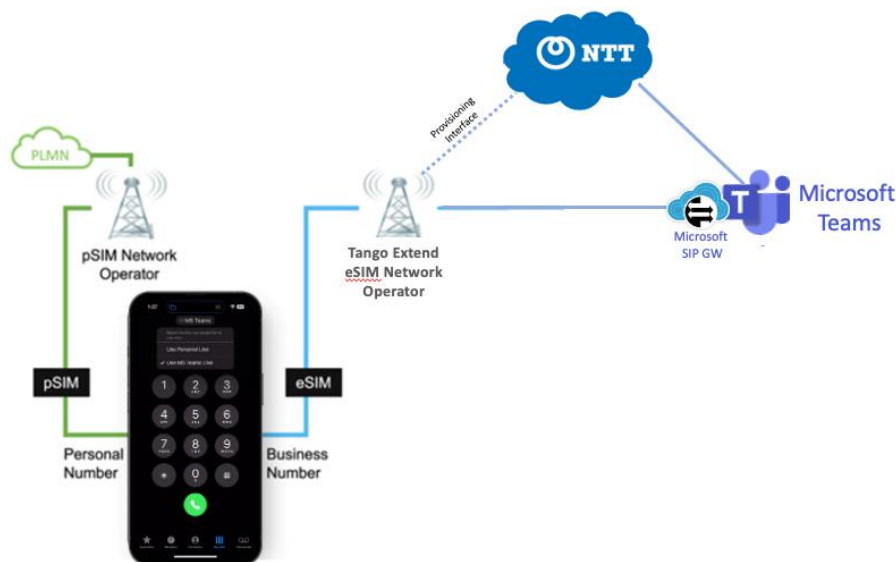 NTT
Provisioning
Interface
PLMN
pSIM Network
Operator
Tango Extend
eSIM Network
Operator
T
Microsoft
SIP GW
Microsoft
Teams
1:27
MS Teams
Use Personal Line
✓ Use MS Teams Line
pSIM
eSIM
1 2 3
4 5 6
7 8 9
* 0 #
Personal
Number
Business
Number